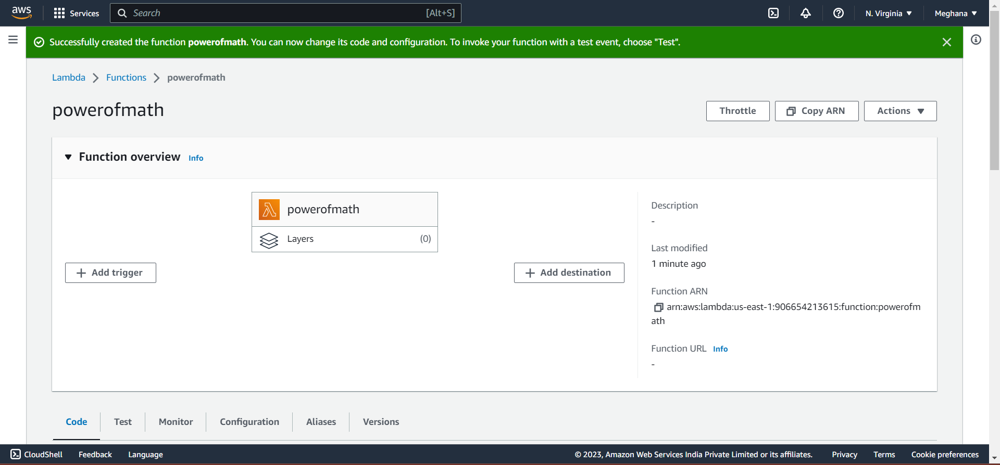 aws
Services
Search [Alt+S]
N. Virginia
Meghana
Successfully created the function powerofmath. You can now change its code and configuration. To invoke your function with a test event, choose "Test".
Lambda
Functions
powerofmath
powerofmath
Throttle
Copy ARN
Actions
Function overview Info
powerofmath
Layers (0)
Add trigger
Add destination
Description
-
Last modified
1 minute ago
Function ARN
arn:aws:lambda:us-east-1:906654213615:function:powerofm
ath
Function URL Info
-
Code
Test
Monitor
Configuration
Aliases
Versions
CloudShell
Feedback
Language
© 2023, Amazon Web Services India Private Limited or its affiliates.
Privacy
Terms
Cookie preferences